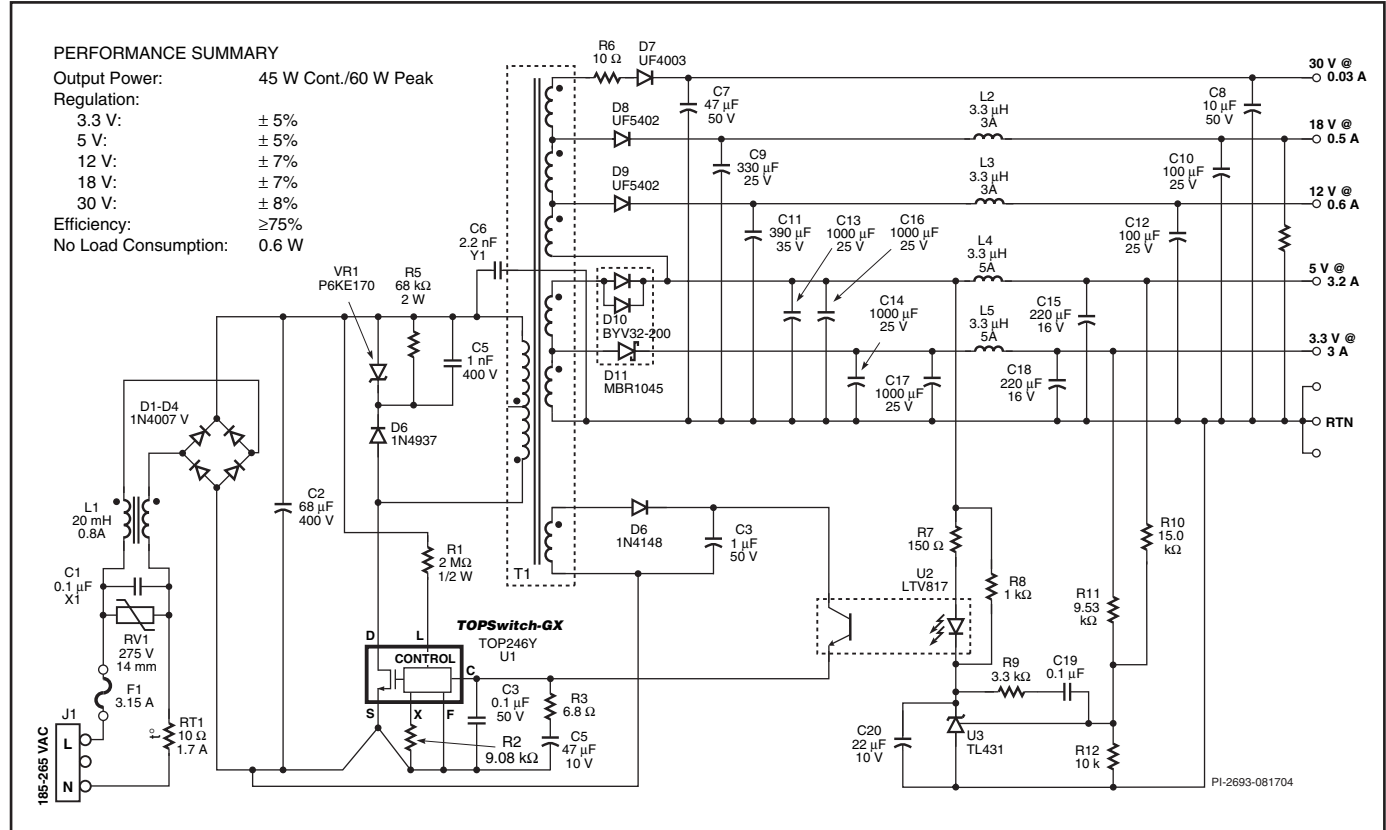 PERFORMANCE SUMMARY
Output Power: 45 W Cont./60 W Peak
Regulation:
3.3 V: ± 5%
5 V: ± 5%
12 V: ± 7%
18 V: ± 7%
30 V: ± 8%
Efficiency: ≥75%
No Load Consumption: 0.6 W
R6
10 Ω
D7
UF4003
30 V @
0.03 A
C7
47 µF
50 V
C8
10 µF
50 V
D8
UF5402
L2
3.3 µH
3A
18 V @
0.5 A
C9
330 µF
25 V
C10
100 µF
25 V
D9
UF5402
L3
3.3 µH
3A
12 V @
0.6 A
C11
390 µF
35 V
C13
1000 µF
25 V
C16
1000 µF
25 V
C12
100 µF
25 V
L4
3.3 µH
5A
5 V @
3.2 A
C6
2.2 nF
Y1
VR1
P6KE170
R5
68 kΩ
2 W
C5
1 nF
400 V
D10
BYV32-200
C14
1000 µF
25 V
L5
3.3 µH
5A
C15
220 µF
16 V
3.3 V @
3 A
D11
MBR1045
C17
1000 µF
25 V
C18
220 µF
16 V
RTN
D1-D4
1N4007 V
D6
1N4937
C2
68 µF
400 V
L1
20 mH
0.8A
C1
0.1 µF
X1
RV1
275 V
14 mm
F1
3.15 A
J1
L
N
185-265 VAC
t°
RT1
10 Ω
1.7 A
R1
2 MΩ
1/2 W
T1
D6
1N4148
C3
1 µF
50 V
R7
150 Ω
R10
15.0
kΩ
U2
LTV817
R8
1 kΩ
R11
9.53
kΩ
TOPSwitch-GX
TOP246Y
U1
D
L
CONTROL
C
S
X
F
R2
9.08 kΩ
C3
0.1 µF
50 V
R3
6.8 Ω
C5
47 µF
10 V
R9
3.3 kΩ
C19
0.1 µF
C20
22 µF
10 V
U3
TL431
R12
10 k
PI-2693-081704